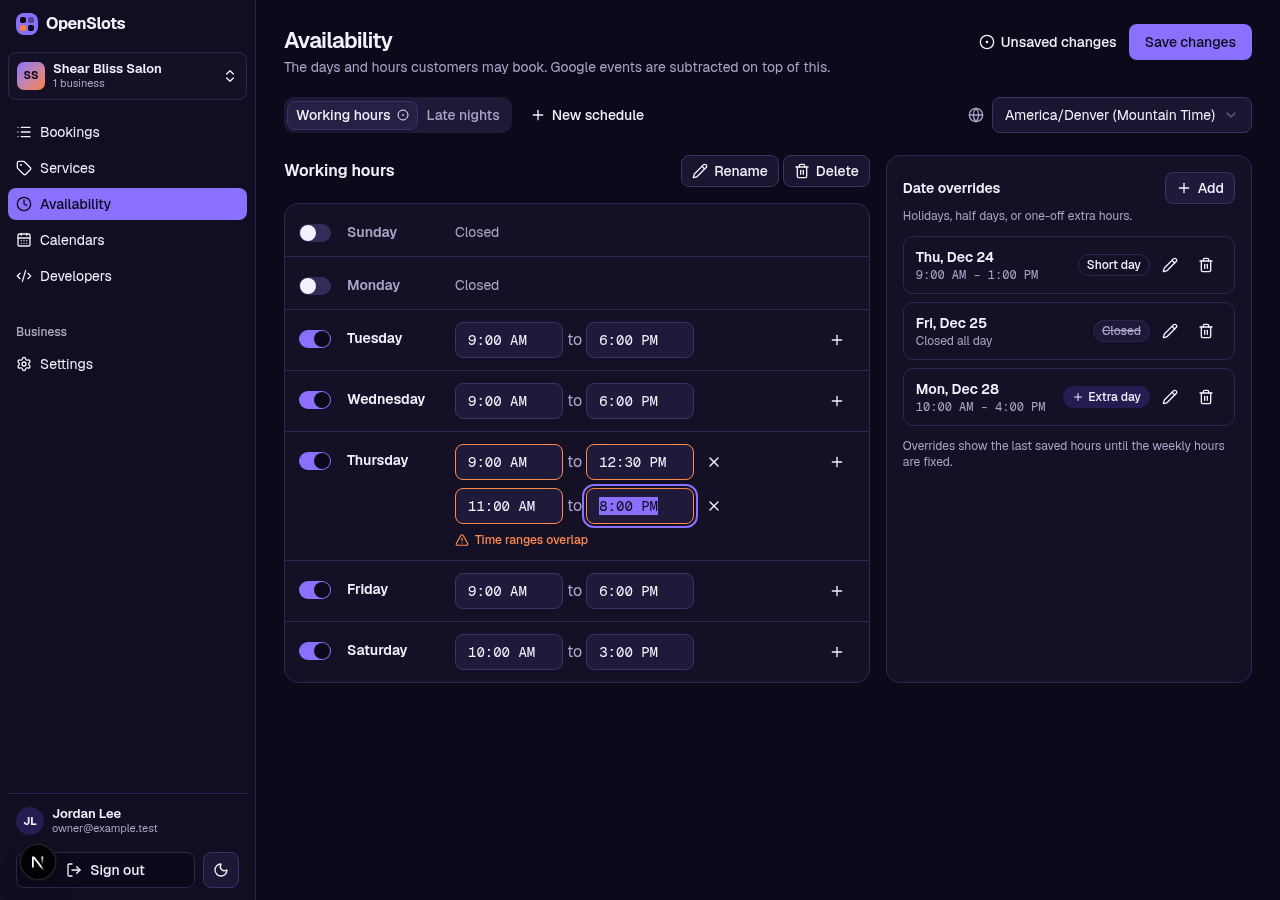 OpenSlots
SS
Shear Bliss Salon
1 business
Bookings
Services
Availability
Calendars
Developers
Business
Settings
JL
Jordan Lee
owner@example.test
N
Sign out
Availability
The days and hours customers may book. Google events are subtracted on top of this.
Unsaved changes
Save changes
Working hours
Late nights
New schedule
America/Denver (Mountain Time)
Working hours
Rename
Delete
Sunday
Closed
Monday
Closed
Tuesday
9:00 AM to 6:00 PM
Wednesday
9:00 AM to 6:00 PM
Thursday
9:00 AM to 12:30 PM
11:00 AM to 8:00 PM
Time ranges overlap
Friday
9:00 AM to 6:00 PM
Saturday
10:00 AM to 3:00 PM
Date overrides
Add
Holidays, half days, or one-off extra hours.
Thu, Dec 24
9:00 AM – 1:00 PM
Short day
Fri, Dec 25
Closed all day
Closed
Mon, Dec 28
10:00 AM – 4:00 PM
Extra day
Overrides show the last saved hours until the weekly hours
are fixed.